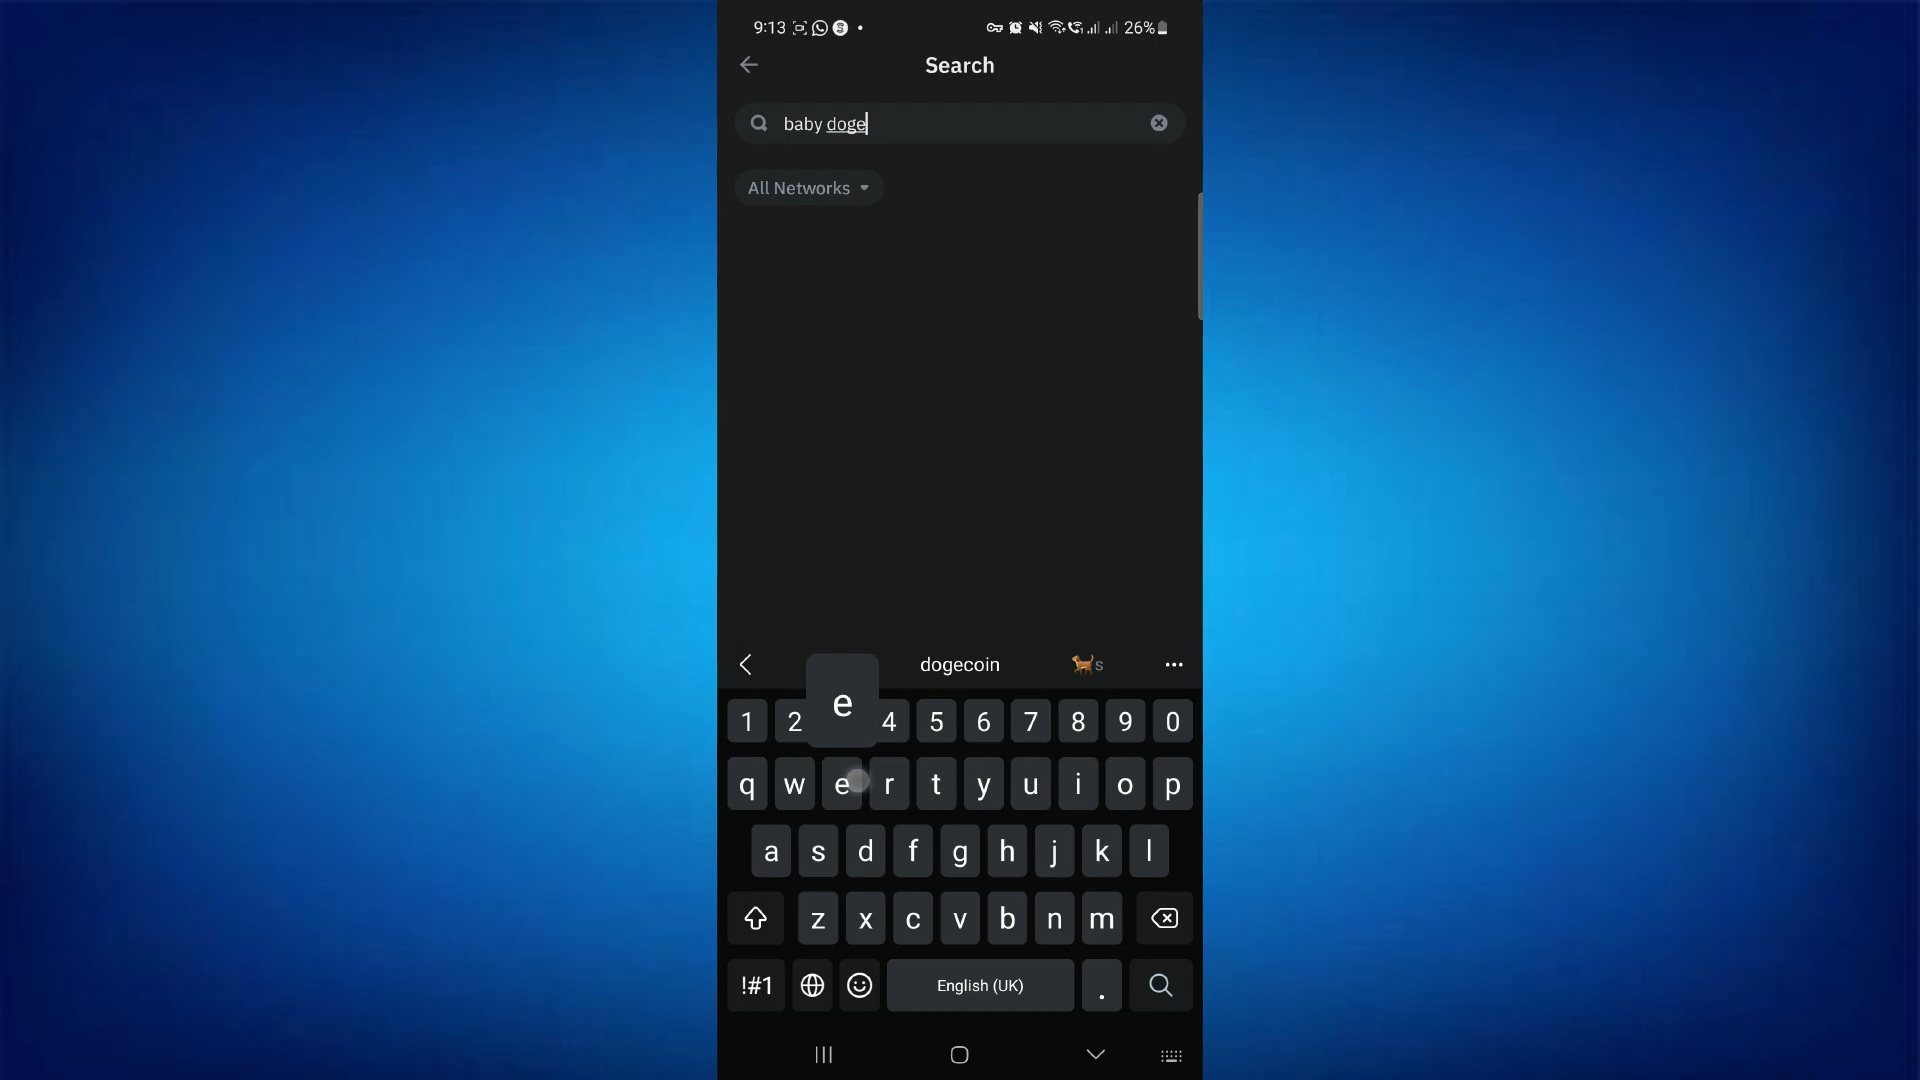 9:13 26%
Search
baby doge
All Networks
dogecoin s
e
1 2 4 5 6 7 8 9 0
q w e r t y u i o p
a s d f g h j k l
z x c v b n m
!#1 English (UK) .